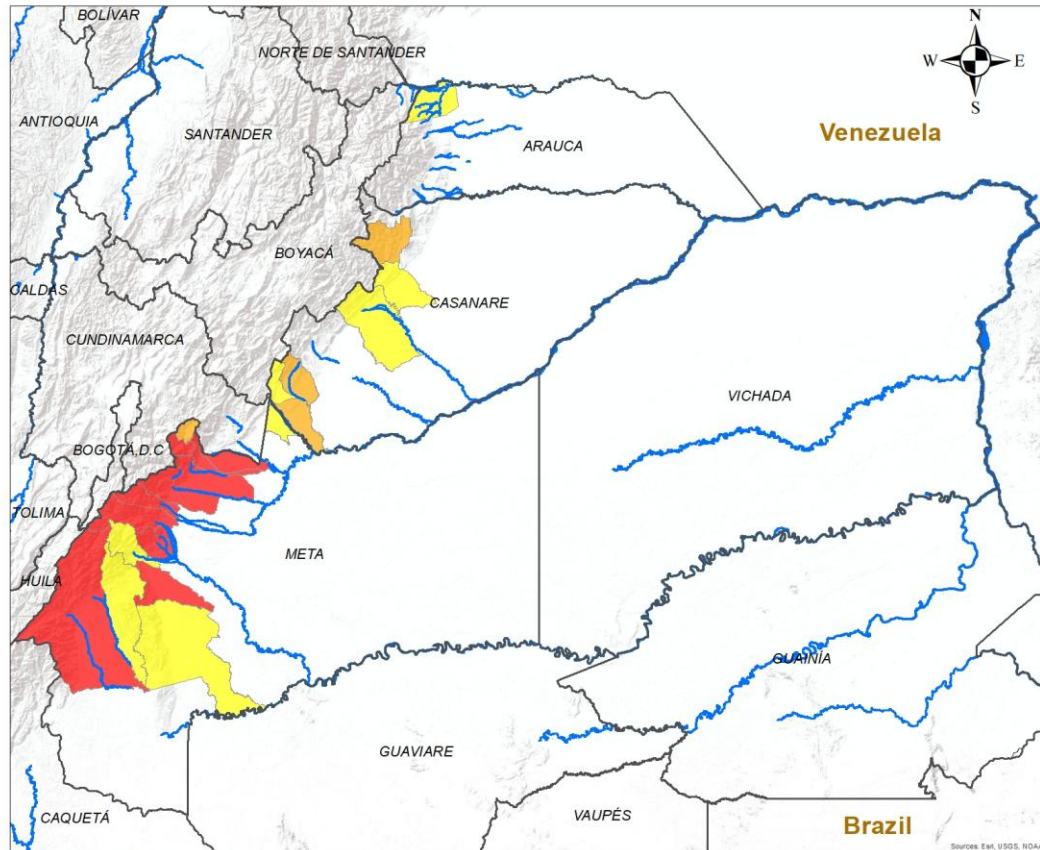 BOLÍVAR
N
NORTE DE SANTANDER
W
E
S
ANTIOQUIA
SANTANDER
ARAUCA
Venezuela
BOYACÁ
CALDAS
CASANARE
CUNDINAMARCA
VICHADA
BOGOTÁ,D.C
TOLIMA
META
HUILA
GUAINÍA
GUAVIARE
CAQUETÁ
VAUPÉS
Brazil
Sources: Esri, USGS, NOAA